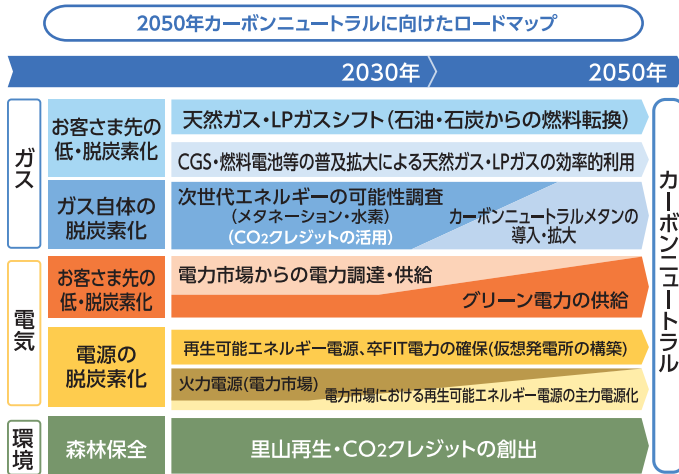 2050年カーボンニュートラルに向けたロードマップ
2030年
2050年
ガス
お客さま先の
低・脱炭素化
天然ガス・LPガスシフト(石油・石炭からの燃料転換)
CGS・燃料電池等の普及拡大による天然ガス・LPガスの効率的利用
ガス自体の
脱炭素化
次世代エネルギーの可能性調査
(メタネーション・水素)
(CO2クレジットの活用)
カーボンニュートラルメタンの
導入・拡大
電気
お客さま先の
低・脱炭素化
電力市場からの電力調達・供給
グリーン電力の供給
電源の
脱炭素化
再生可能エネルギー電源、卒FIT電力の確保(仮想発電所の構築)
火力電源(電力市場)
電力市場における再生可能エネルギー電源の主力電源化
環境
森林保全
里山再生・CO2クレジットの創出
カーボンニュートラル